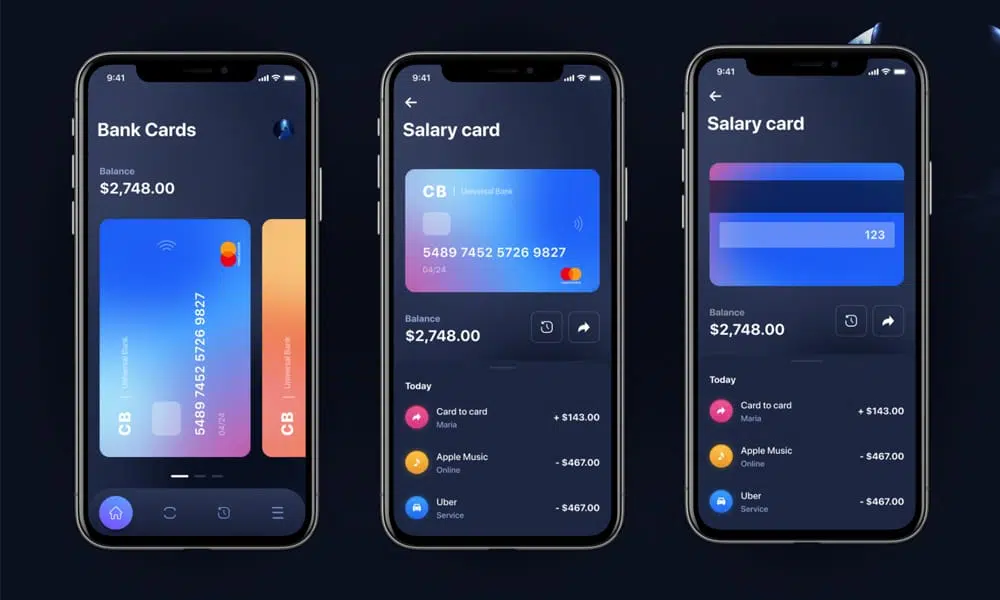 9:41
Bank Cards
Balance
$2,748.00
CB | Universal Bank
5489 7452 5726 9827
04/24
CB | Universal Bank
9:41
Salary card
CB | Universal Bank
5489 7452 5726 9827
04/24
Balance
$2,748.00
Today
Card to card
Maria
+ $143.00
Apple Music
Online
- $467.00
Uber
Service
- $467.00
9:41
Salary card
123
Balance
$2,748.00
Today
Card to card
Maria
+ $143.00
Apple Music
Online
- $467.00
Uber
Service
- $467.00